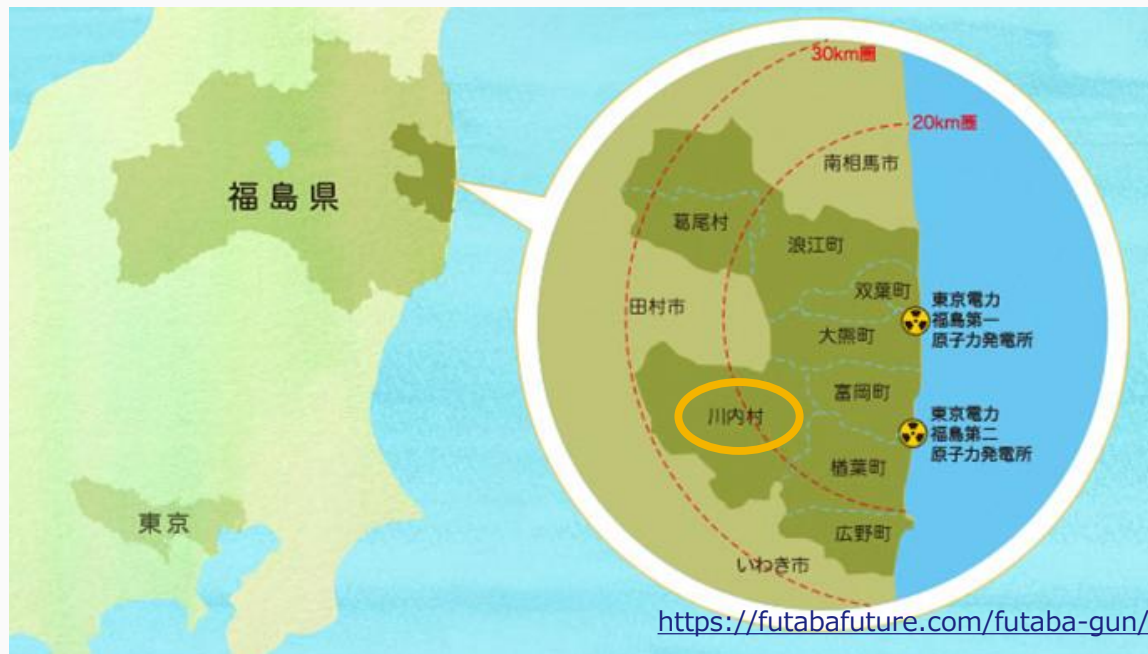 福島県
東京
30km圏
20km圏
南相馬市
葛尾村
浪江町
双葉町
田村市
大熊町
東京電力
福島第一
原子力発電所
富岡町
川内村
東京電力
福島第二
原子力発電所
楢葉町
広野町
いわき市
https://futabafuture.com/futaba-gun/